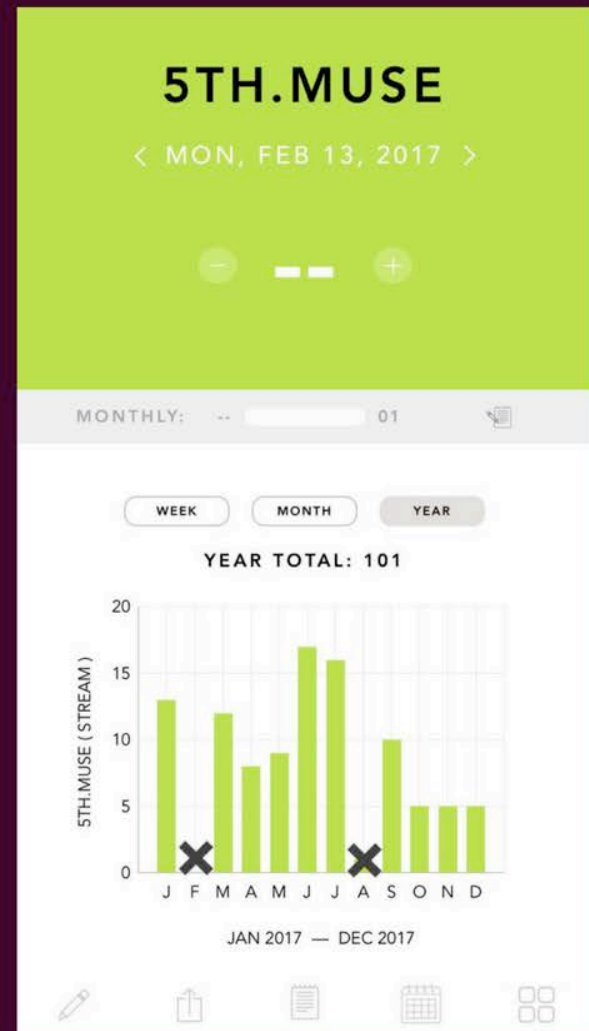 5TH.MUSE
< MON, FEB 13, 2017 >
− -- +
MONTHLY: -- 01
WEEK MONTH YEAR
YEAR TOTAL: 101
5TH.MUSE ( STREAM )
20
15
10
5
0
J F M A M J J A S O N D
JAN 2017 — DEC 2017